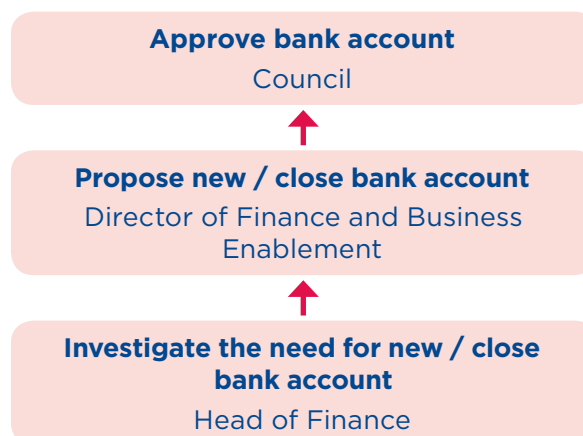 Approve bank account
Council
Propose new / close bank account
Director of Finance and Business
Enablement
Investigate the need for new / close
bank account
Head of Finance